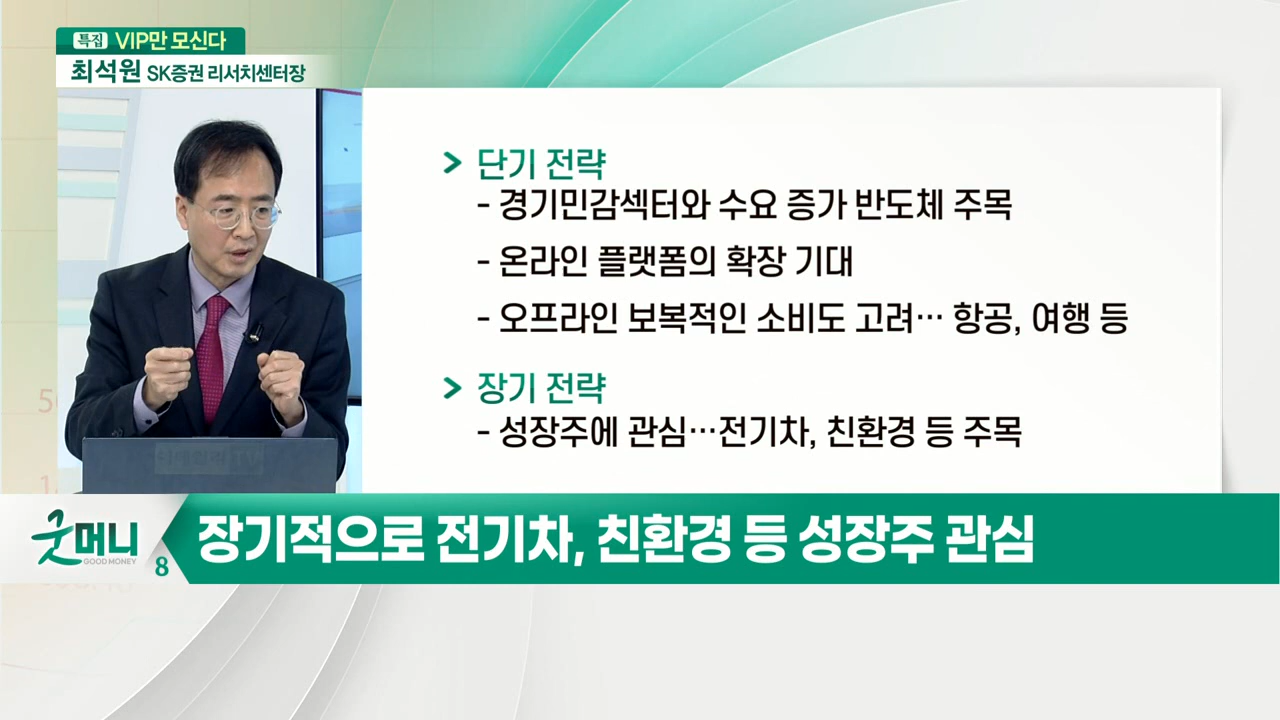 특집 VIP만 모신다
최석원 SK증권 리서치센터장
> 단기 전략
- 경기민감섹터와 수요 증가 반도체 주목
- 온라인 플랫폼의 확장 기대
- 오프라인 보복적인 소비도 고려… 항공, 여행 등
> 장기 전략
- 성장주에 관심…전기차, 친환경 등 주목
굿머니
GOOD MONEY
8
장기적으로 전기차, 친환경 등 성장주 관심